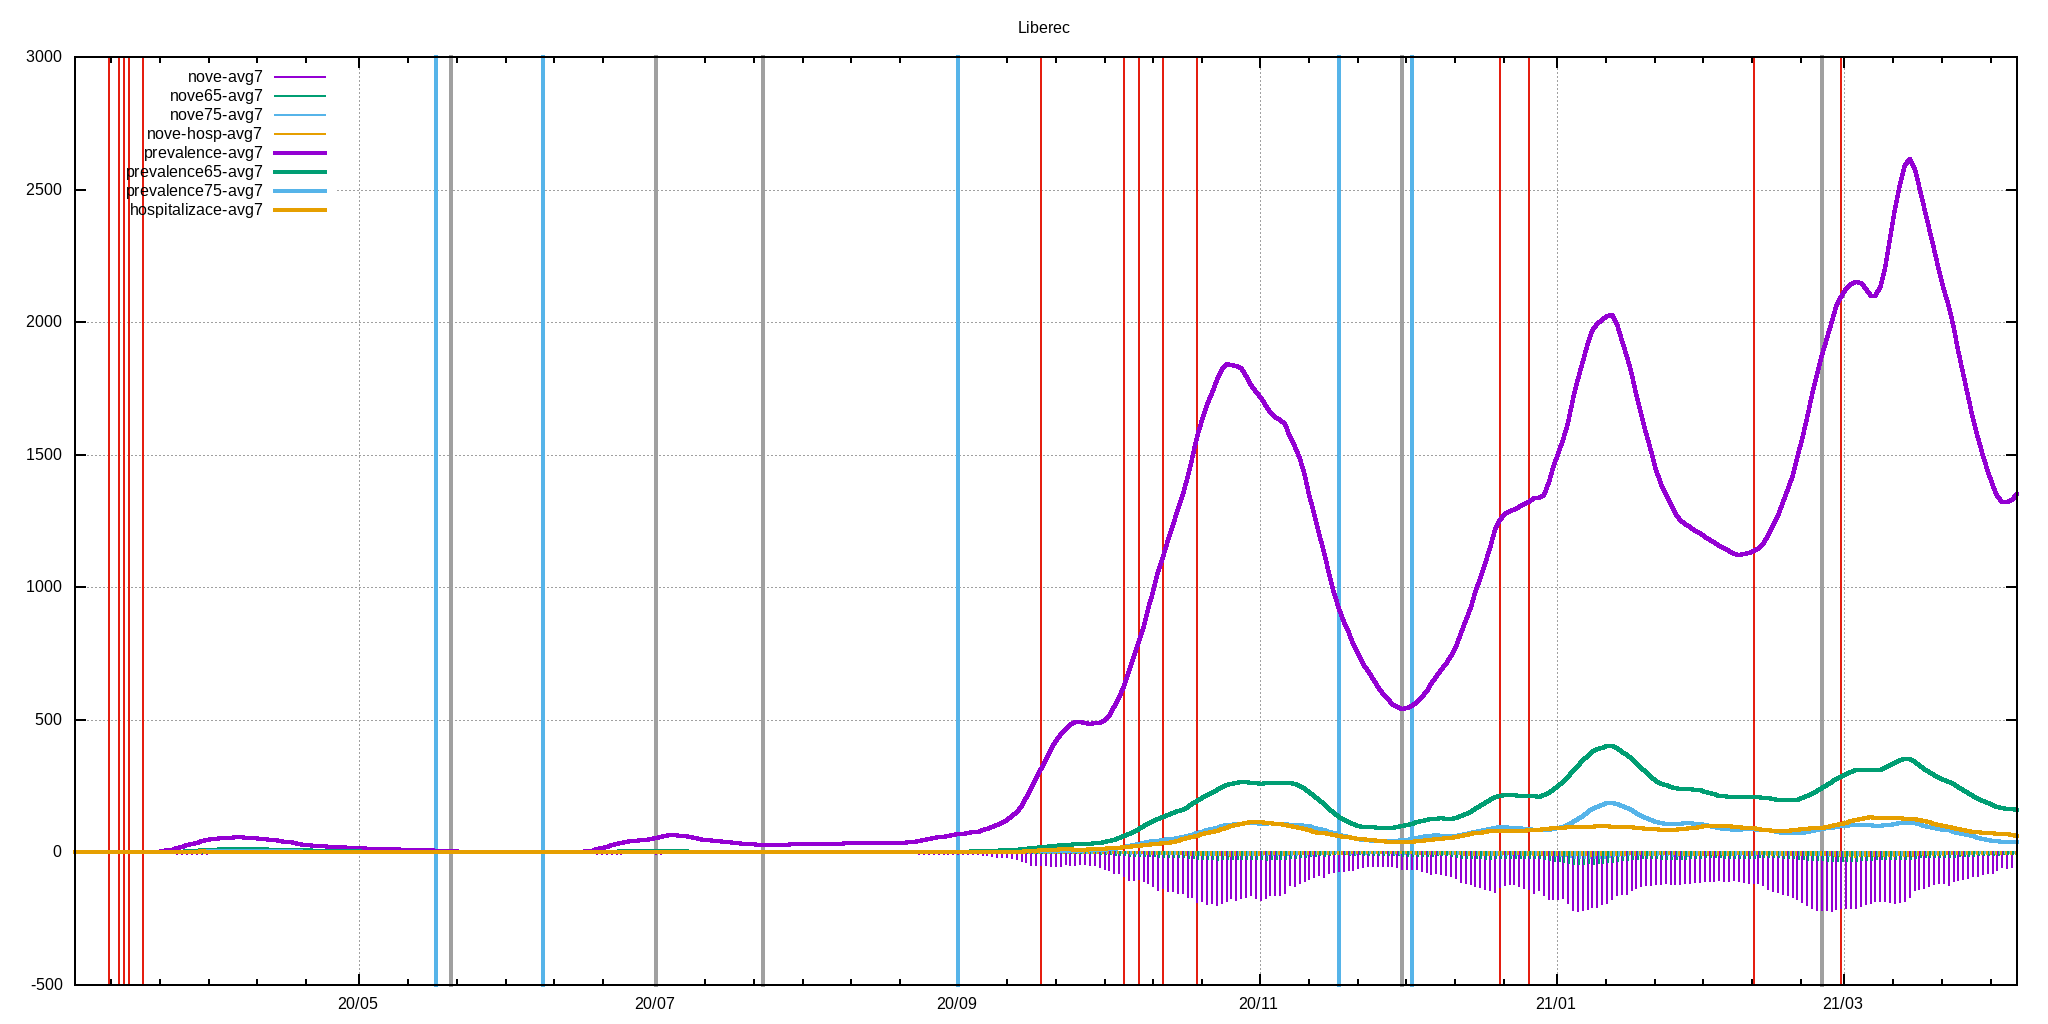 Liberec
3000
2500
2000
1500
1000
500
0
-500
nove-avg7
nove65-avg7
nove75-avg7
nove-hosp-avg7
prevalence-avg7
prevalence65-avg7
prevalence75-avg7
hospitalizace-avg7
20/05
20/07
20/09
20/11
21/01
21/03